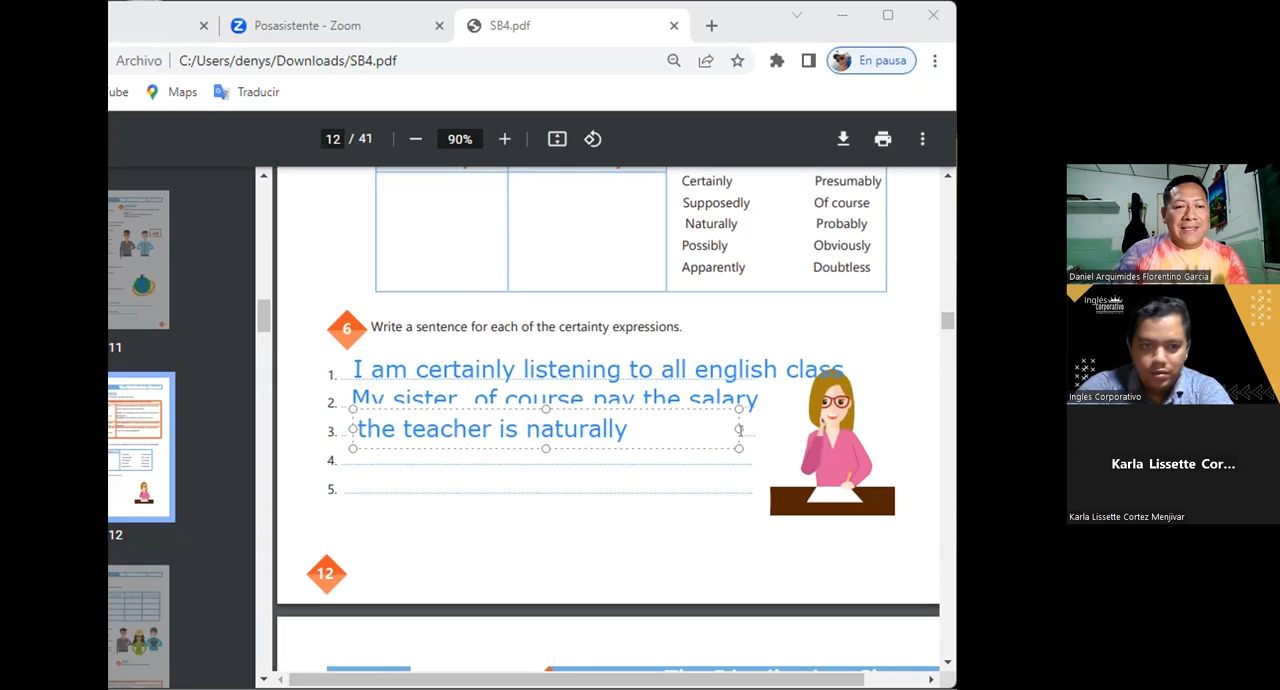 Posasistente - Zoom
SB4.pdf
Archivo C:/Users/denys/Downloads/SB4.pdf
En pausa
ube Maps Traducir
12 / 41 90%
Certainly Presumably
Supposedly Of course
Naturally Probably
Possibly Obviously
Apparently Doubtless
6 Write a sentence for each of the certainty expressions.
1. I am certainly listening to all english class
2. My sister of course pay the salary
3. the teacher is naturally
4.
5.
12
11
12
Daniel Arquimides Florentino Garcia
Inglés
corporativo
Ingles Corporativo
Karla Lissette Cor...
Karla Lissette Cortez Menjivar